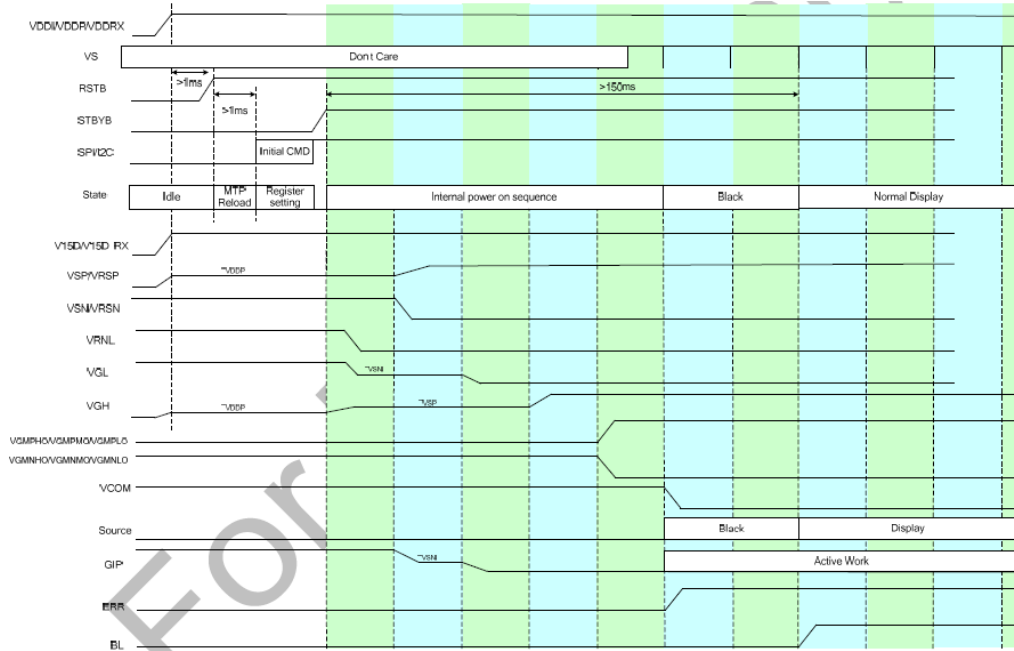 VDDI/VDDR/VDDRX
VS
Dont Care
>1ms
RSTB
>1ms
>150ms
STBYB
SPI/I2C
Initial CMD
State
Idle
MTP Reload
Register setting
Internal power on sequence
Black
Normal Display
V15D/V15D_RX
VSP/VRSP
~VDDP
VSN/VRSN
VRNL
VGL
~VSN
VGH
~VDDP
~VSP
VGMPHO/VGMPMO/VGMPLO
VGMNHO/VGMNMO/VGMNLO
VCOM
Source
Black
Display
GIP
~VSN
Active Work
ERR
BL
For